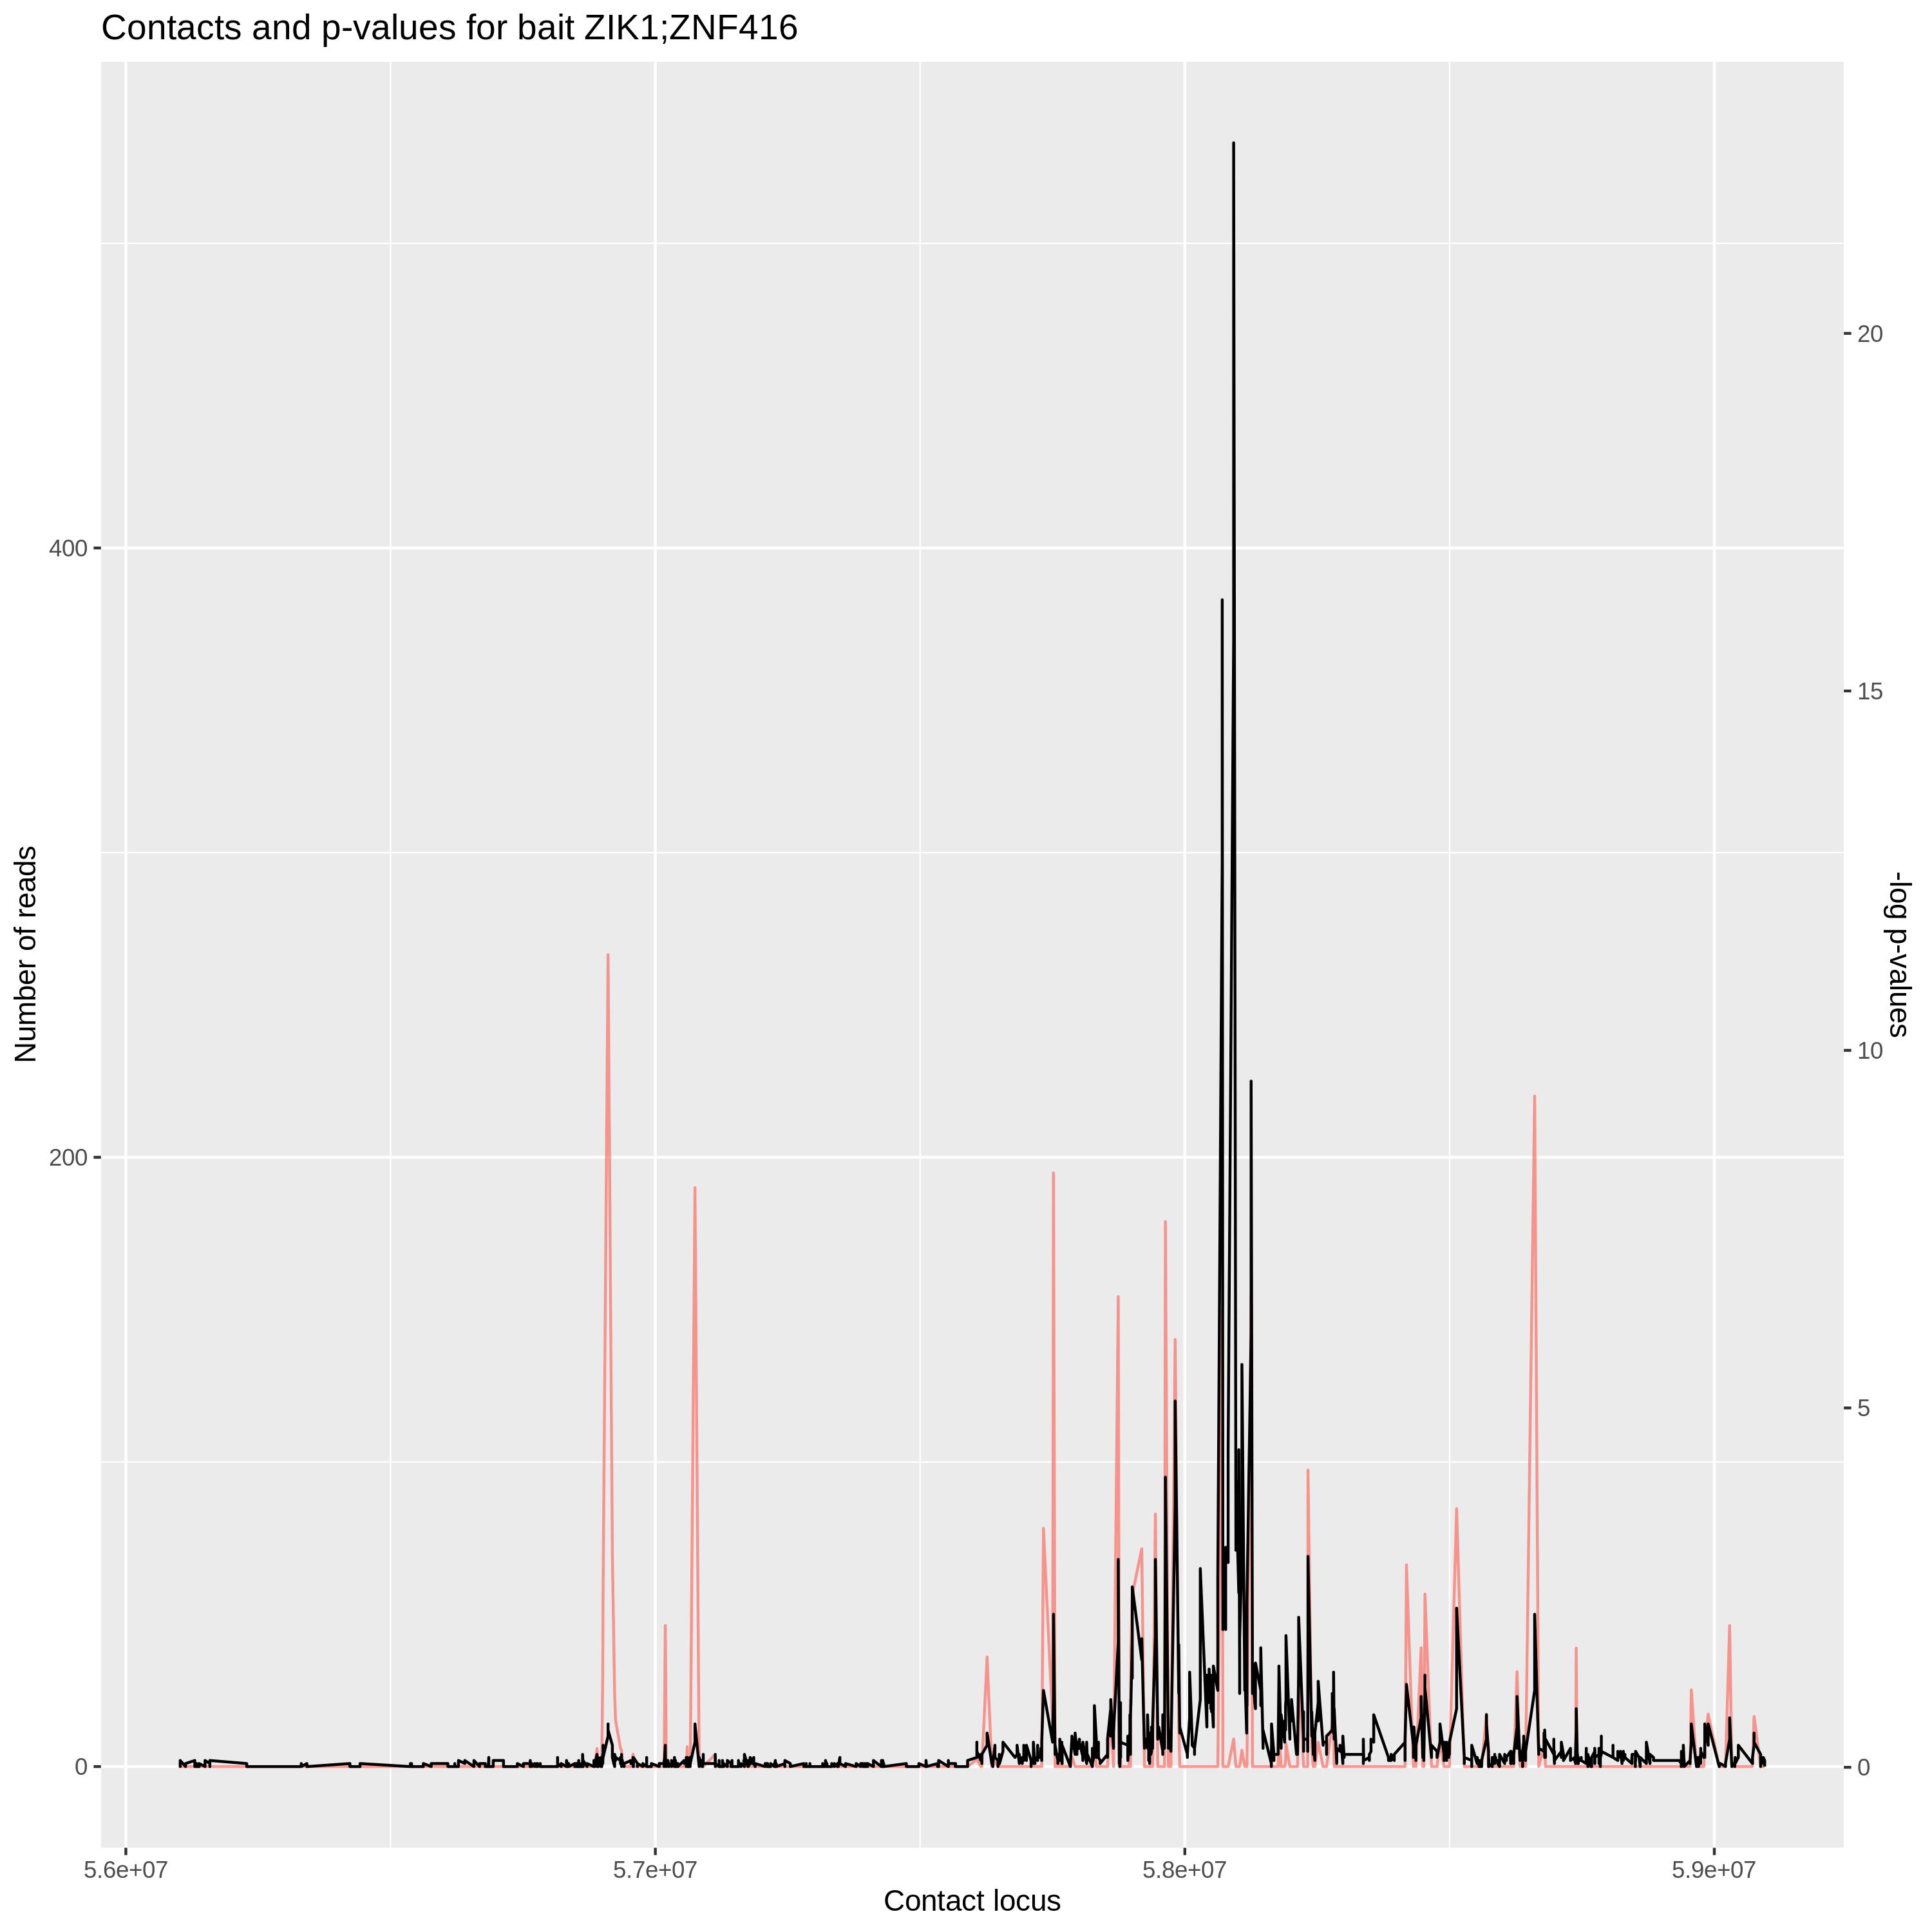 Contacts and p-values for bait ZIK1;ZNF416
Number of reads
400
200
0
20
15
10
5
0
-log p-values
5.6e+07
5.7e+07
5.8e+07
5.9e+07
Contact locus